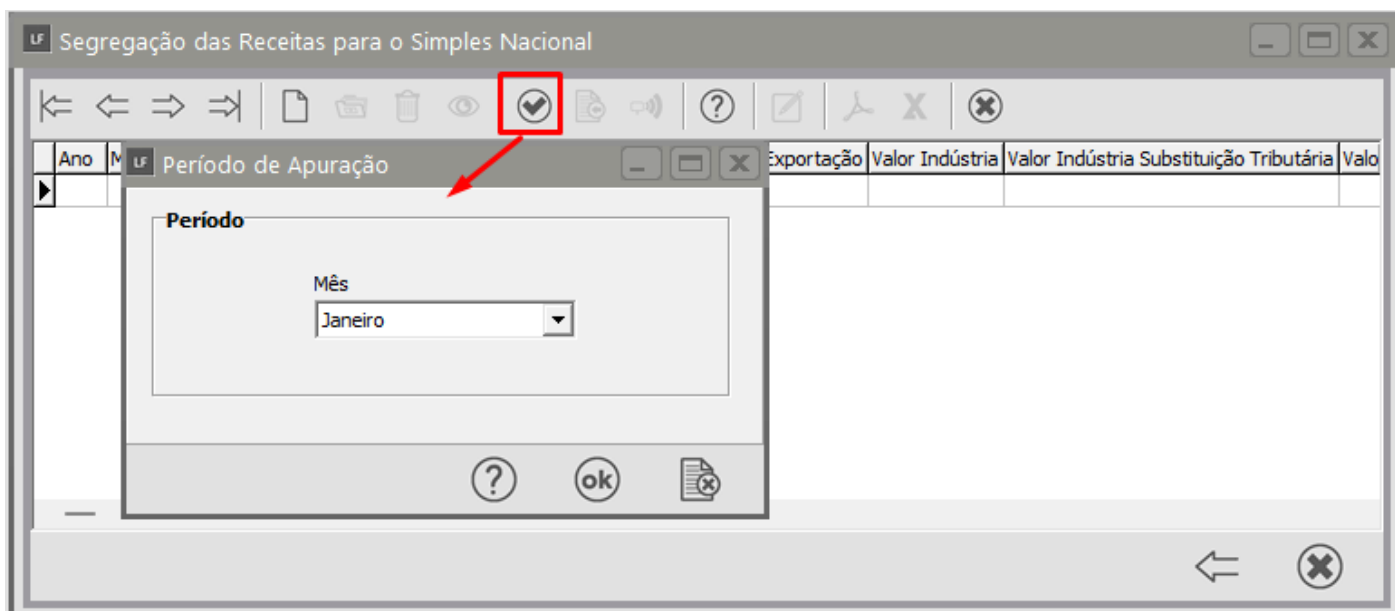 LF Segregação das Receitas para o Simples Nacional
Ano M Exportação Valor Indústria Valor Indústria Substituição Tributária Valo
LF Período de Apuração
Período
Mês
Janeiro
ok